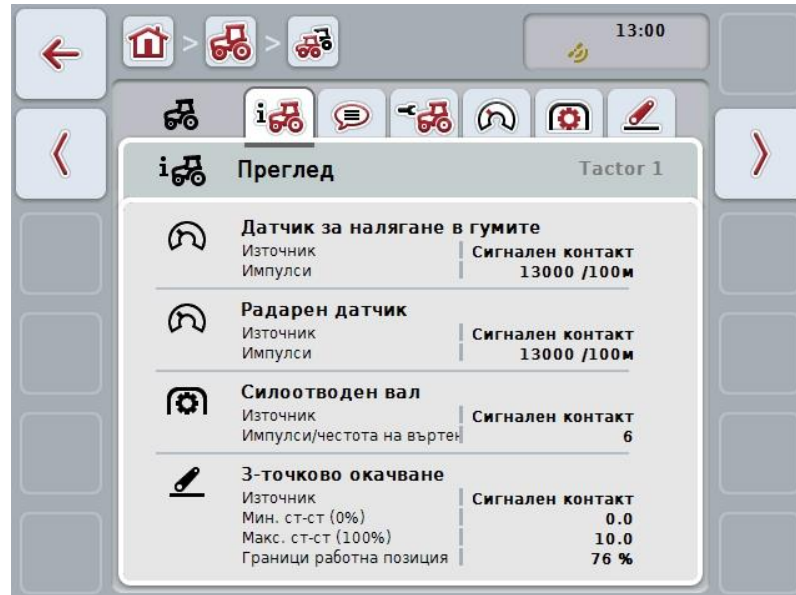 13:00
Преглед Tactor 1
Датчик за налягане в гумите
Източник Сигнален контакт
Импулси 13000 /100м
Радарен датчик
Източник Сигнален контакт
Импулси 13000 /100м
Силоотводен вал
Източник Сигнален контакт
Импулси/честота на въртен 6
3-точково окачване
Източник Сигнален контакт
Мин. ст-ст (0%) 0.0
Макс. ст-ст (100%) 10.0
Граници работна позиция 76 %